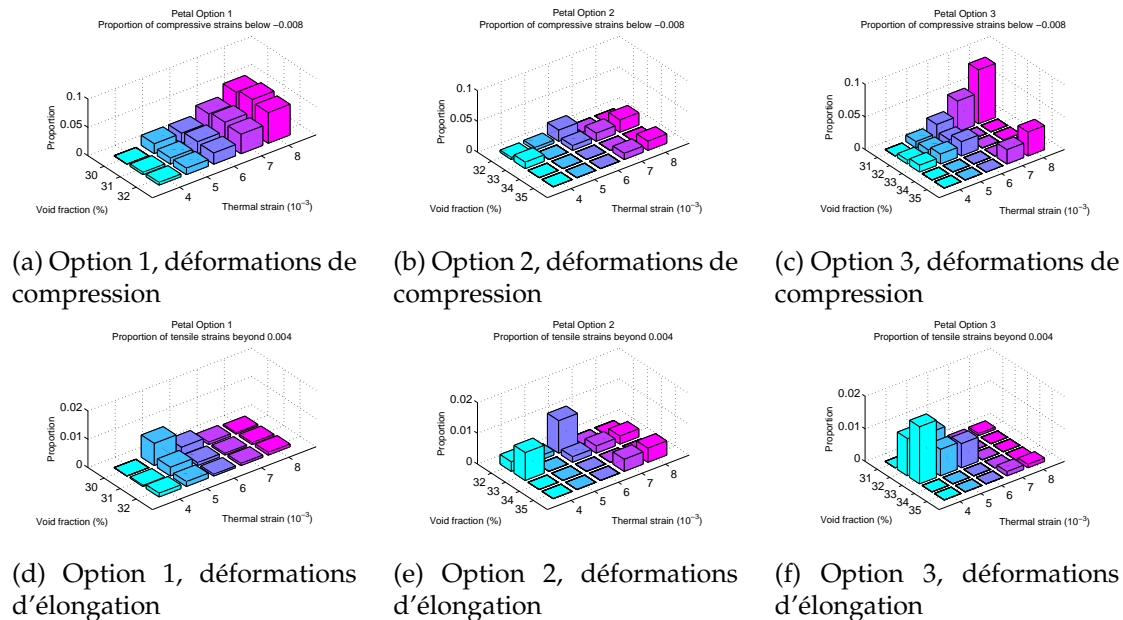 Petal Option 1
Proportion of compressive strains below −0.008
0.1
0.05
0
Proportion
30
31
32
Void fraction (%)
4
5
6
7
8
Thermal strain (10⁻³)
(a) Option 1, déformations de
compression
Petal Option 2
Proportion of compressive strains below −0.008
0.1
0.05
0
Proportion
32
33
34
35
Void fraction (%)
4
5
6
7
8
Thermal strain (10⁻³)
(b) Option 2, déformations de
compression
Petal Option 3
Proportion of compressive strains below −0.008
0.1
0.05
0
Proportion
31
32
33
34
35
Void fraction (%)
4
5
6
7
8
Thermal strain (10⁻³)
(c) Option 3, déformations de
compression
Petal Option 1
Proportion of tensile strains beyond 0.004
0.02
0.01
0
Proportion
30
31
32
Void fraction (%)
4
5
6
7
8
Thermal strain (10⁻³)
(d) Option 1, déformations
d'élongation
Petal Option 2
Proportion of tensile strains beyond 0.004
0.02
0.01
0
Proportion
32
33
34
35
Void fraction (%)
4
5
6
7
8
Thermal strain (10⁻³)
(e) Option 2, déformations
d'élongation
Petal Option 3
Proportion of tensile strains beyond 0.004
0.02
0.01
0
Proportion
31
32
33
34
35
Void fraction (%)
4
5
6
7
8
Thermal strain (10⁻³)
(f) Option 3, déformations
d'élongation